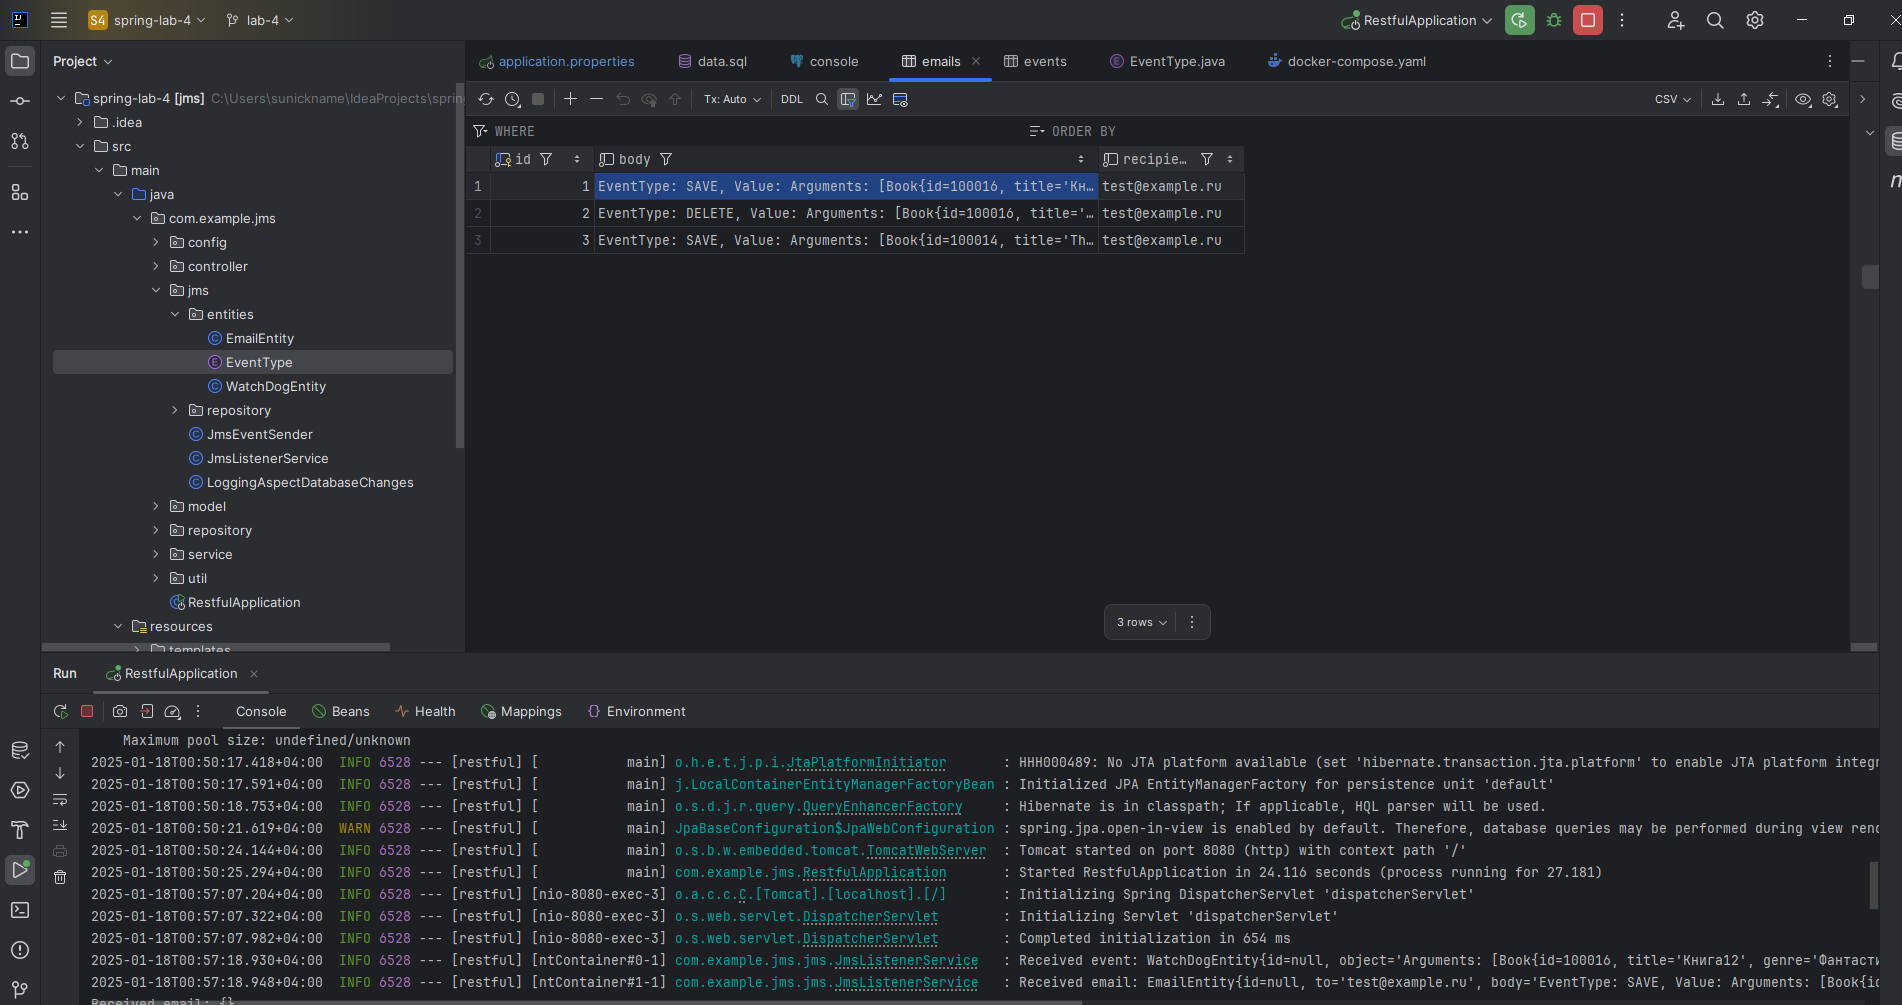 S4 spring-lab-4 lab-4 RestfulApplication
Project
application.properties data.sql console emails events EventType.java docker-compose.yaml
spring-lab-4 [jms] C:\Users\sunickname\IdeaProjects\spring
.idea
src
main
java
com.example.jms
config
controller
jms
entities
EmailEntity
EventType
WatchDogEntity
repository
JmsEventSender
JmsListenerService
LoggingAspectDatabaseChanges
model
repository
service
util
RestfulApplication
resources
templates
Tx: Auto DDL CSV
WHERE ORDER BY
id body recipie…
1 1 EventType: SAVE, Value: Arguments: [Book{id=100016, title='Кн… test@example.ru
2 2 EventType: DELETE, Value: Arguments: [Book{id=100016, title='… test@example.ru
3 3 EventType: SAVE, Value: Arguments: [Book{id=100014, title='Th… test@example.ru
3 rows
Run RestfulApplication
Console Beans Health Mappings Environment
Maximum pool size: undefined/unknown
2025-01-18T00:50:17.418+04:00 INFO 6528 --- [restful] [ main] o.h.e.t.j.p.i.JtaPlatformInitiator : HHH000489: No JTA platform available (set 'hibernate.transaction.jta.platform' to enable JTA platform integr
2025-01-18T00:50:17.591+04:00 INFO 6528 --- [restful] [ main] j.LocalContainerEntityManagerFactoryBean : Initialized JPA EntityManagerFactory for persistence unit 'default'
2025-01-18T00:50:18.753+04:00 INFO 6528 --- [restful] [ main] o.s.d.j.r.query.QueryEnhancerFactory : Hibernate is in classpath; If applicable, HQL parser will be used.
2025-01-18T00:50:21.619+04:00 WARN 6528 --- [restful] [ main] JpaBaseConfiguration$JpaWebConfiguration : spring.jpa.open-in-view is enabled by default. Therefore, database queries may be performed during view rend
2025-01-18T00:50:24.144+04:00 INFO 6528 --- [restful] [ main] o.s.b.w.embedded.tomcat.TomcatWebServer : Tomcat started on port 8080 (http) with context path '/'
2025-01-18T00:50:25.294+04:00 INFO 6528 --- [restful] [ main] com.example.jms.RestfulApplication : Started RestfulApplication in 24.116 seconds (process running for 27.181)
2025-01-18T00:57:07.204+04:00 INFO 6528 --- [restful] [nio-8080-exec-3] o.a.c.c.C.[Tomcat].[localhost].[/] : Initializing Spring DispatcherServlet 'dispatcherServlet'
2025-01-18T00:57:07.322+04:00 INFO 6528 --- [restful] [nio-8080-exec-3] o.s.web.servlet.DispatcherServlet : Initializing Servlet 'dispatcherServlet'
2025-01-18T00:57:07.982+04:00 INFO 6528 --- [restful] [nio-8080-exec-3] o.s.web.servlet.DispatcherServlet : Completed initialization in 654 ms
2025-01-18T00:57:18.930+04:00 INFO 6528 --- [restful] [ntContainer#0-1] com.example.jms.jms.JmsListenerService : Received event: WatchDogEntity{id=null, object='Arguments: [Book{id=100016, title='Книга12', genre='Фантасти
2025-01-18T00:57:18.948+04:00 INFO 6528 --- [restful] [ntContainer#1-1] com.example.jms.jms.JmsListenerService : Received email: EmailEntity{id=null, to='test@example.ru', body='EventType: SAVE, Value: Arguments: [Book{id
Received email: {}